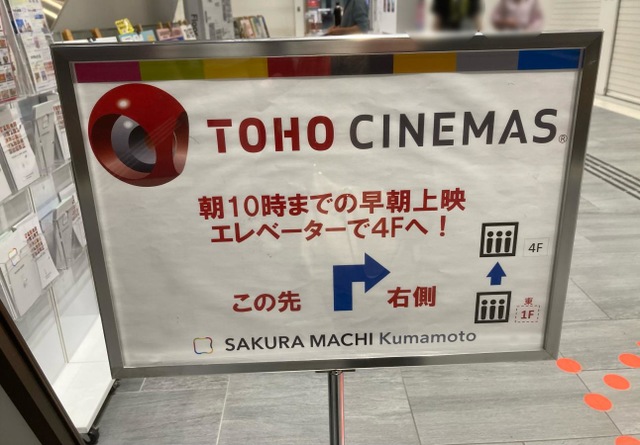 TOHO CINEMAS®
朝10時までの早朝上映
エレベーターで4Fへ!
この先 右側
4F
東
1F
SAKURA MACHI Kumamoto